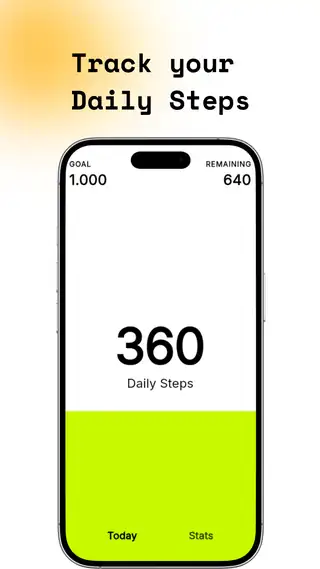 Track your
Daily Steps
GOAL
REMAINING
1.000
640
360
Daily Steps
Today
Stats